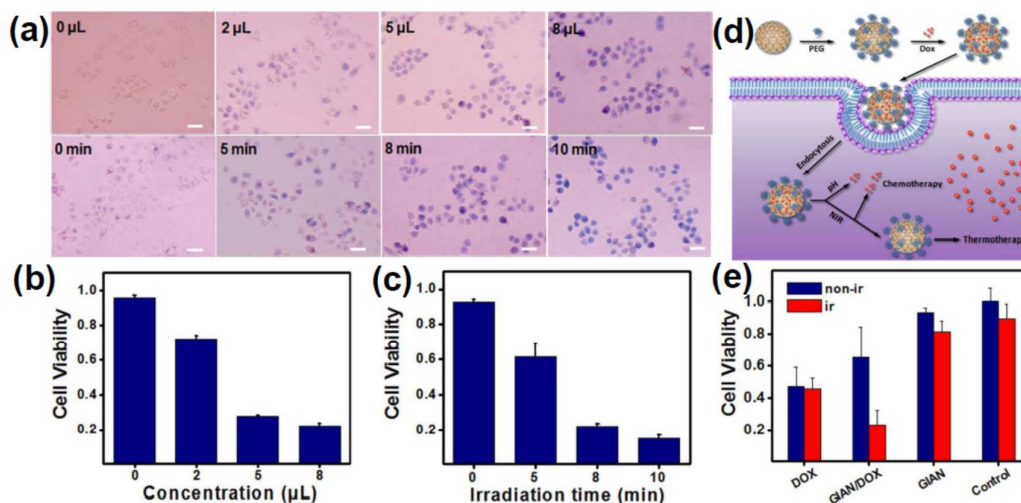 (a)
0 µL
2 µL
5 µL
8 µL
0 min
5 min
8 min
10 min
(d)
PEG
Dox
Endocytosis
pH
Chemotherapy
NIR
Thermotherapy
(b)
Cell Viability
1.0
0.8
0.6
0.4
0.2
0 2 5 8
Concentration (µL)
(c)
Cell Viability
1.0
0.8
0.6
0.4
0.2
0 5 8 10
Irradiation time (min)
(e)
non-ir
ir
Cell Viability
1.0
0.8
0.6
0.4
0.2
DOX GIAN/DOX GIAN Control